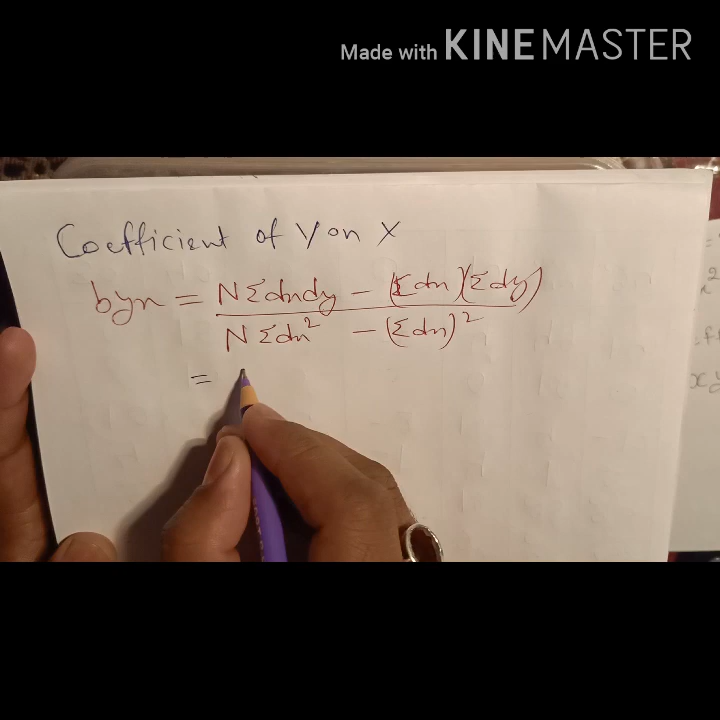 Made with KINEMASTER
Coefficient of Y on X
byx = NΣdxdy - (Σdx)(Σdy)
NΣdx² - (Σdx)²
=